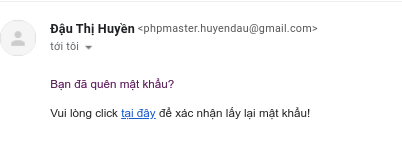 Đậu Thị Huyền <phpmaster.huyendau@gmail.com>
tới tôi
Bạn đã quên mật khẩu?
Vui lòng click tại đây để xác nhận lấy lại mật khẩu!